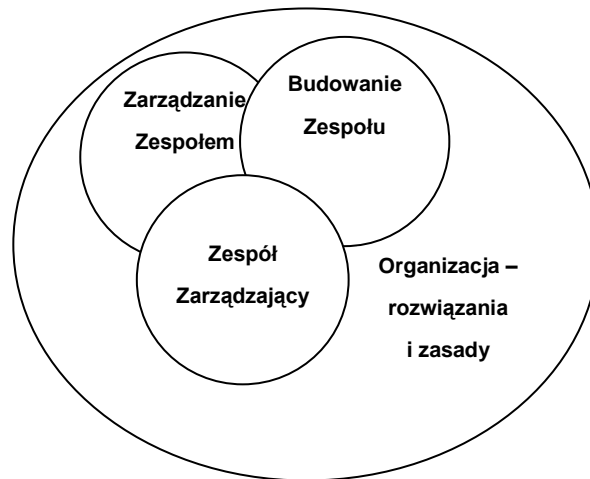 Zarządzanie
Zespołem
Budowanie
Zespołu
Zespół
Zarządzający
Organizacja –
rozwiązania
i zasady